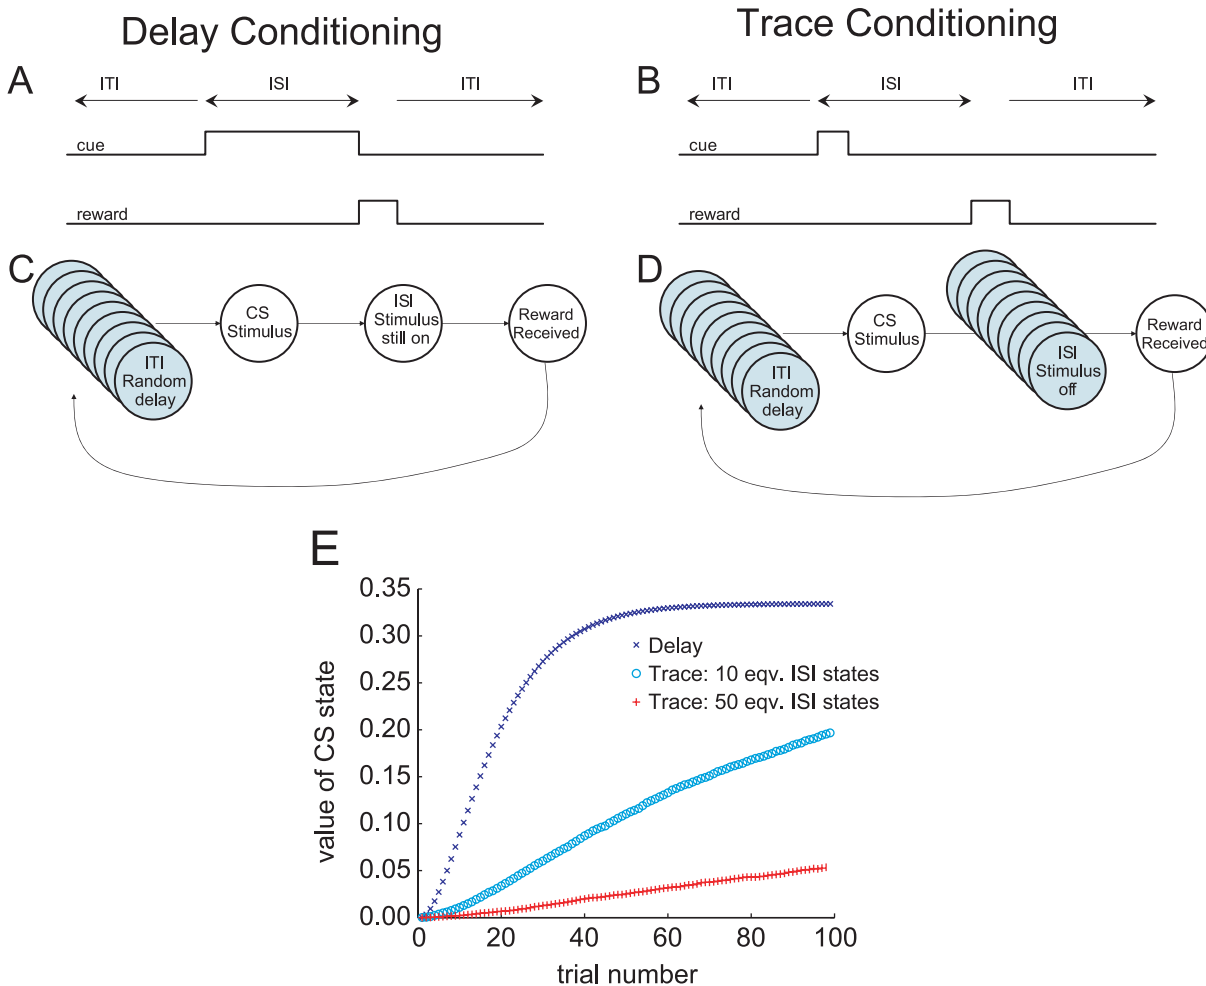 Delay Conditioning
Trace Conditioning
A
ITI
ISI
ITI
cue
reward
B
ITI
ISI
ITI
cue
reward
C
ITI
Random
delay
CS
Stimulus
ISI
Stimulus
still on
Reward
Received
D
ITI
Random
delay
CS
Stimulus
ISI
Stimulus
off
Reward
Received
E
value of CS state
0.35
0.30
0.25
0.20
0.15
0.10
0.05
0.00
Delay
Trace: 10 eqv. ISI states
Trace: 50 eqv. ISI states
0 20 40 60 80 100
trial number